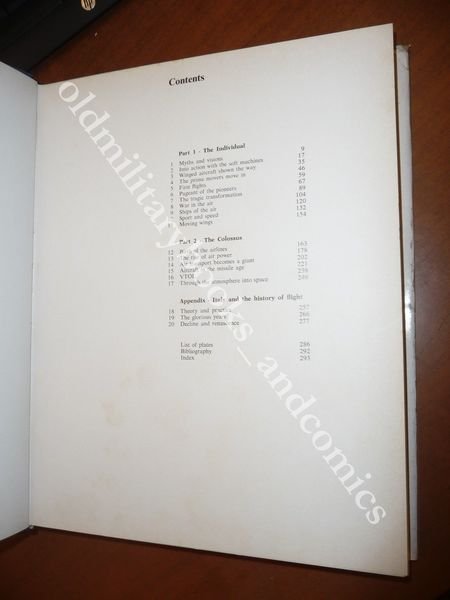 Contents
Part 1 - The Individual
1 Myths and visions 9
2 Into action with the soft machines 17
3 Winged aircraft shown the way 35
4 The prime movers move in 46
5 First flights 59
6 Pageant of the pioneers 67
7 The tragic transformation 89
8 War in the air 104
9 Ships of the air 120
10 Sport and speed 132
11 Moving wings 154
Part 2 - The Colossus
12 of the airlines 163
13 The rise of air power 178
14 Air transport becomes a giant 202
15 Aircraft of the missile age 221
16 VTOL 239
17 Through the atmosphere into space
Appendix - Italy and the history of flight
18 Theory and practice 257
19 The glorious years 266
20 Decline and renaissance 277
List of plates 286
Bibliography 292
Index 293
oldmilitarybooks_andcomics